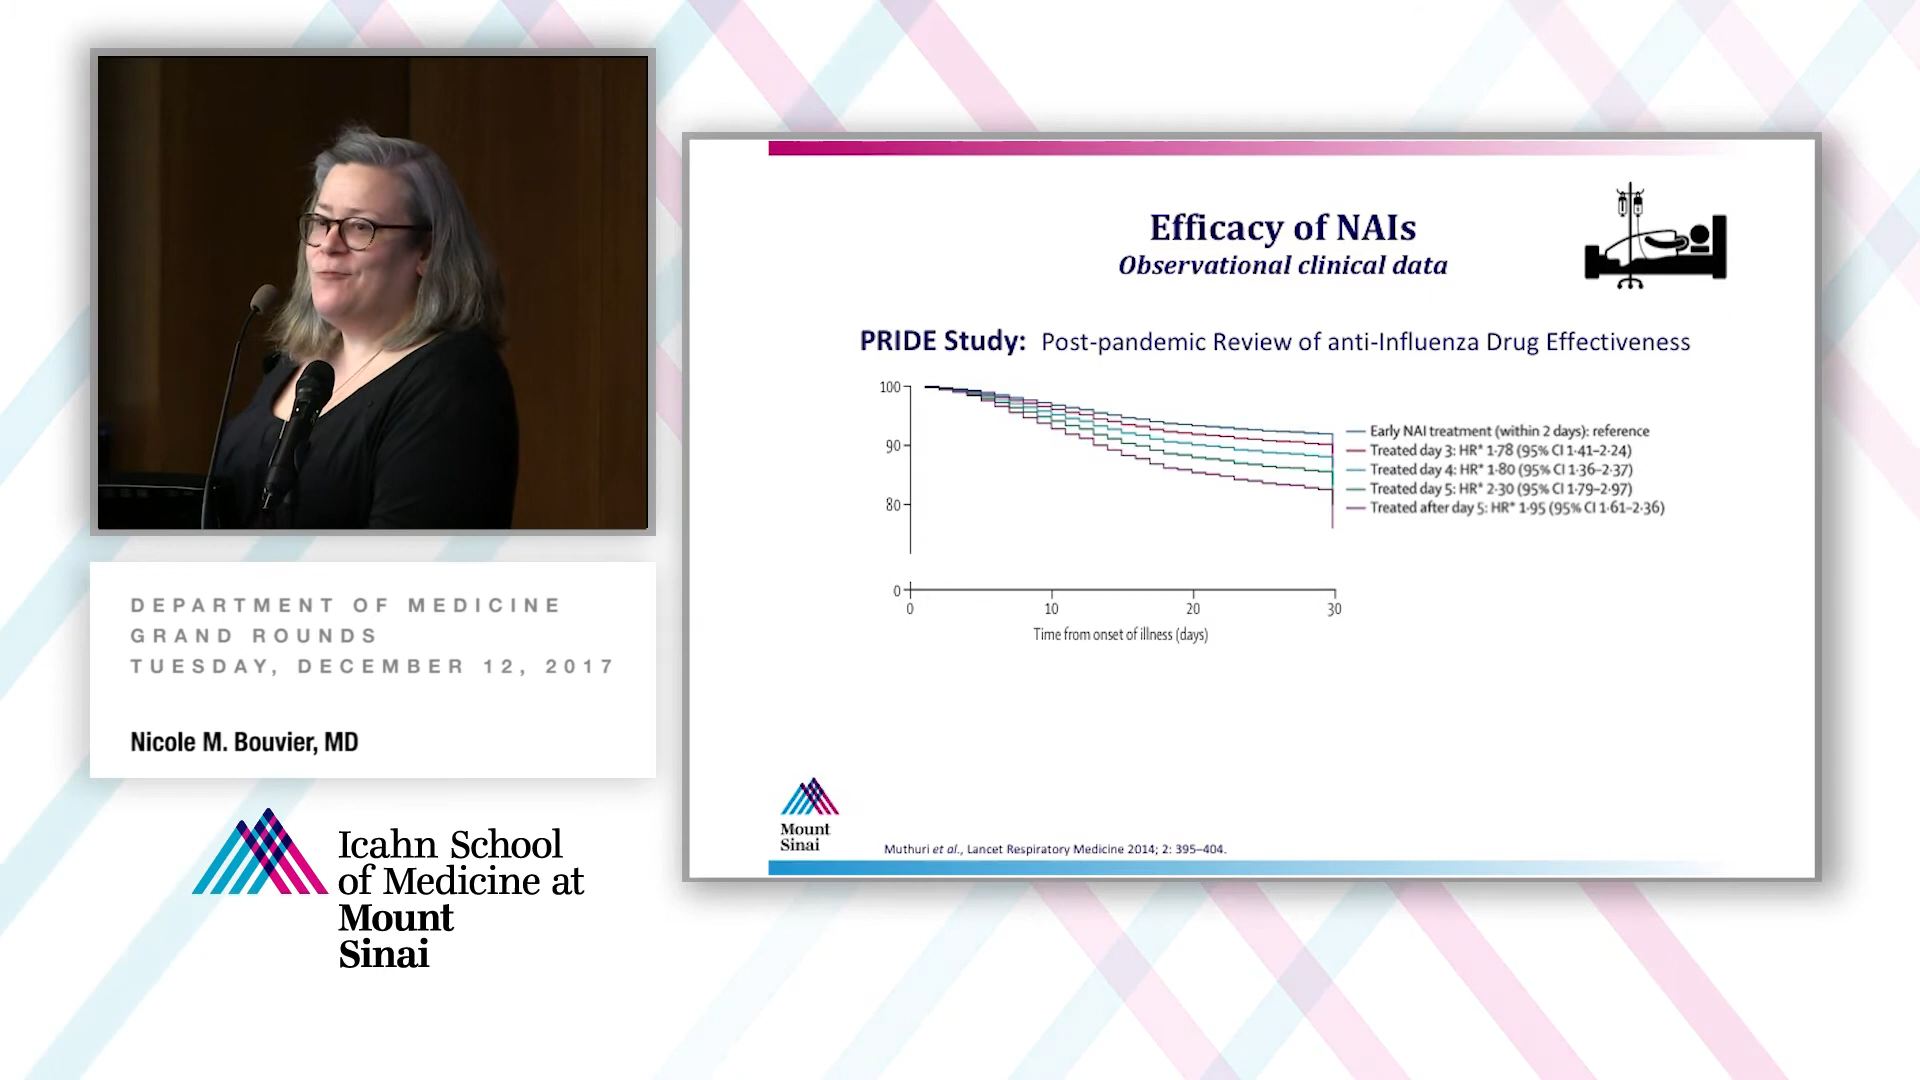 DEPARTMENT OF MEDICINE
GRAND ROUNDS
TUESDAY, DECEMBER 12, 2017
Nicole M. Bouvier, MD
Icahn School
of Medicine at
Mount
Sinai
Efficacy of NAIs
Observational clinical data
PRIDE Study: Post-pandemic Review of anti-Influenza Drug Effectiveness
100
90
80
0
0 10 20 30
Time from onset of illness (days)
Early NAI treatment (within 2 days): reference
Treated day 3: HR* 1·78 (95% CI 1·41–2·24)
Treated day 4: HR* 1·80 (95% CI 1·36–2·37)
Treated day 5: HR* 2·30 (95% CI 1·79–2·97)
Treated after day 5: HR* 1·95 (95% CI 1·61–2·36)
Mount
Sinai
Muthuri et al., Lancet Respiratory Medicine 2014; 2: 395–404.